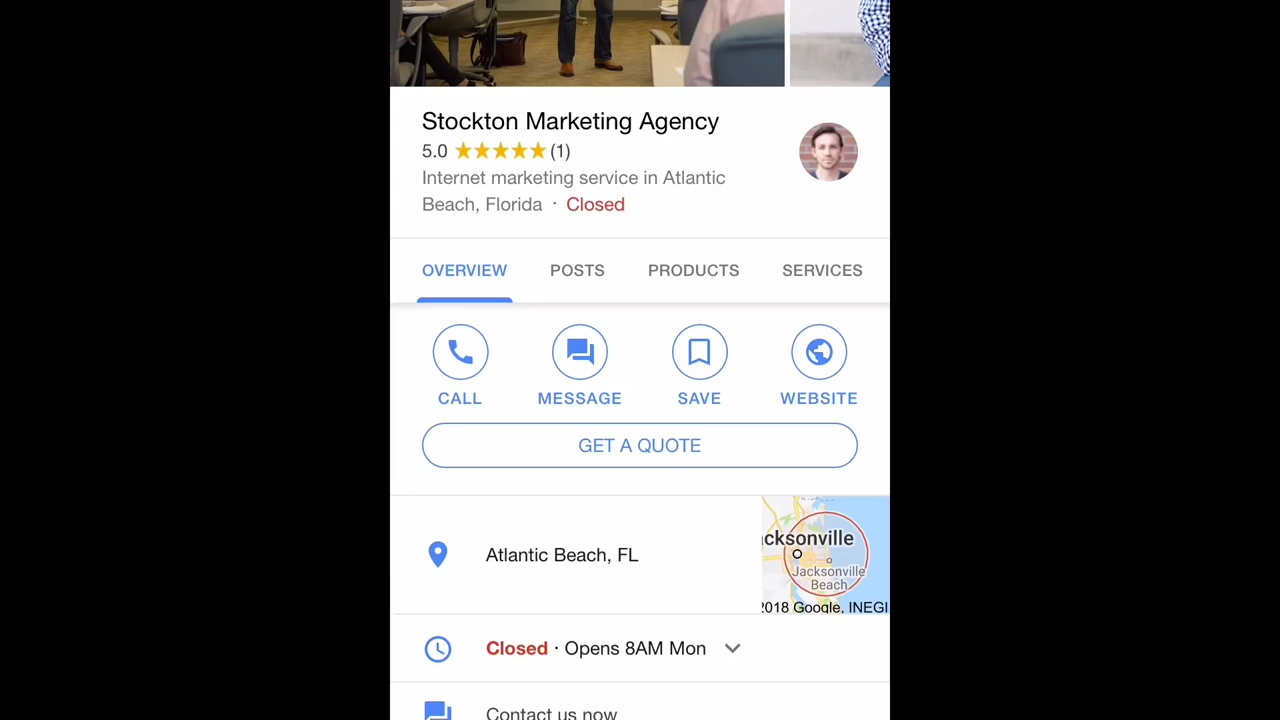 Stockton Marketing Agency
5.0 ★★★★★ (1)
Internet marketing service in Atlantic
Beach, Florida · Closed
OVERVIEW POSTS PRODUCTS SERVICES
CALL MESSAGE SAVE WEBSITE
GET A QUOTE
Atlantic Beach, FL
cksonville
Jacksonville
Beach
2018 Google, INEGI
Closed · Opens 8AM Mon
Contact us now